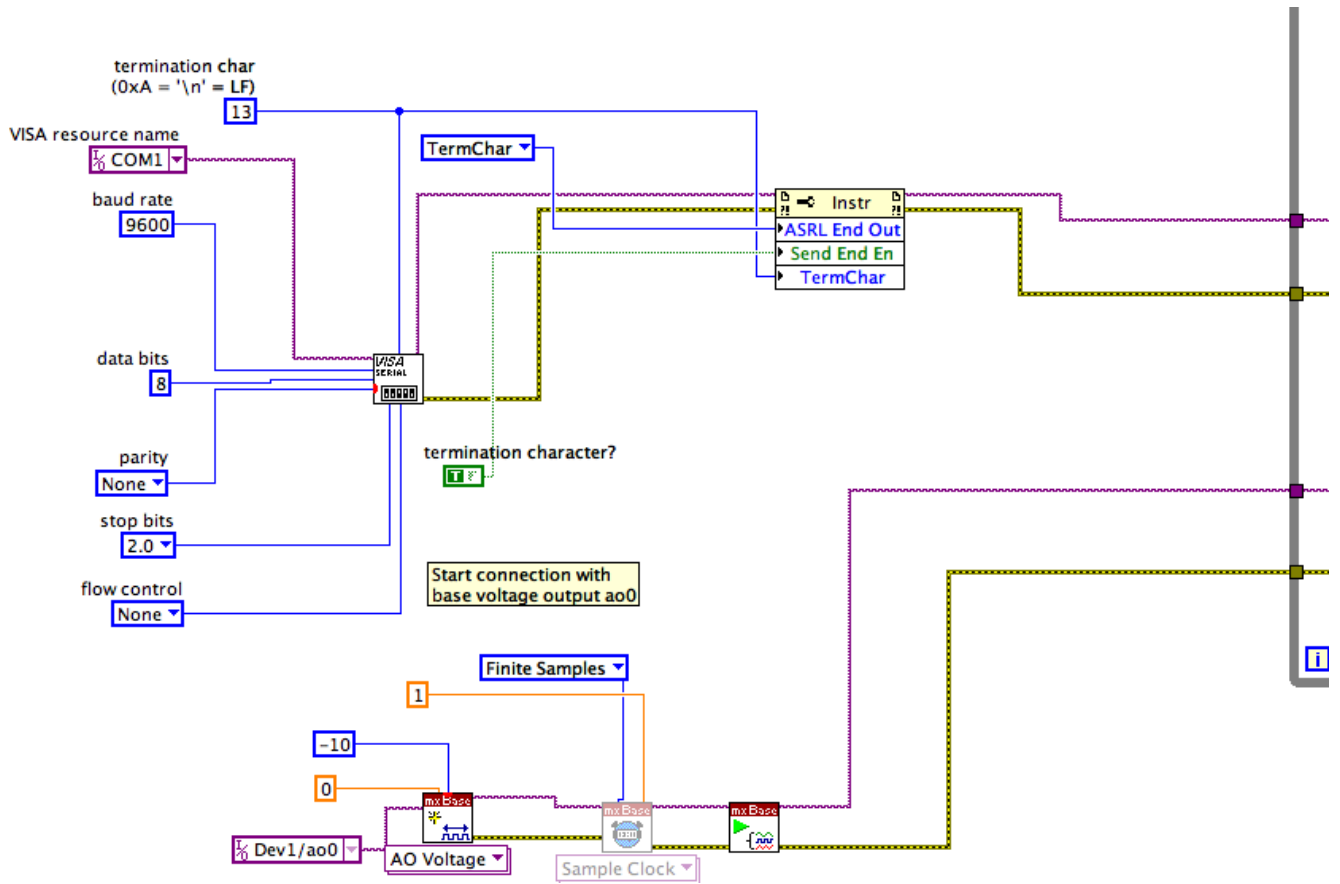 termination char
(0xA = '\n' = LF)
13
VISA resource name
COM1
TermChar
baud rate
9600
Instr
ASRL End Out
Send End En
TermChar
data bits
8
VISA
SERIAL
parity
None
termination character?
T
stop bits
2.0
Start connection with
base voltage output ao0
flow control
None
i
Finite Samples
1
-10
0
mxBase
mxBase
mxBase
Dev1/ao0
AO Voltage
Sample Clock